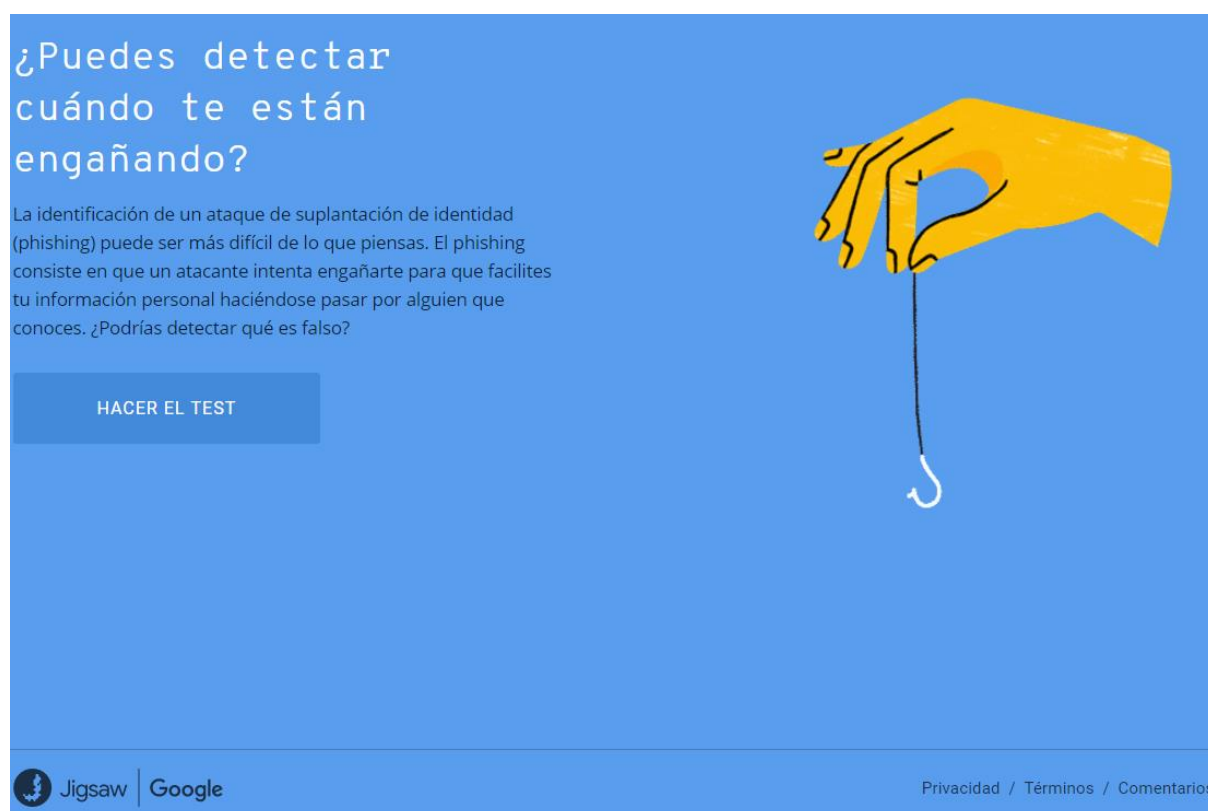 ¿Puedes detectar
cuándo te están
engañando?
La identificación de un ataque de suplantación de identidad
(phishing) puede ser más difícil de lo que piensas. El phishing
consiste en que un atacante intenta engañarte para que facilites
tu información personal haciéndose pasar por alguien que
conoces. ¿Podrías detectar qué es falso?
HACER EL TEST
Jigsaw | Google
Privacidad / Términos / Comentarios